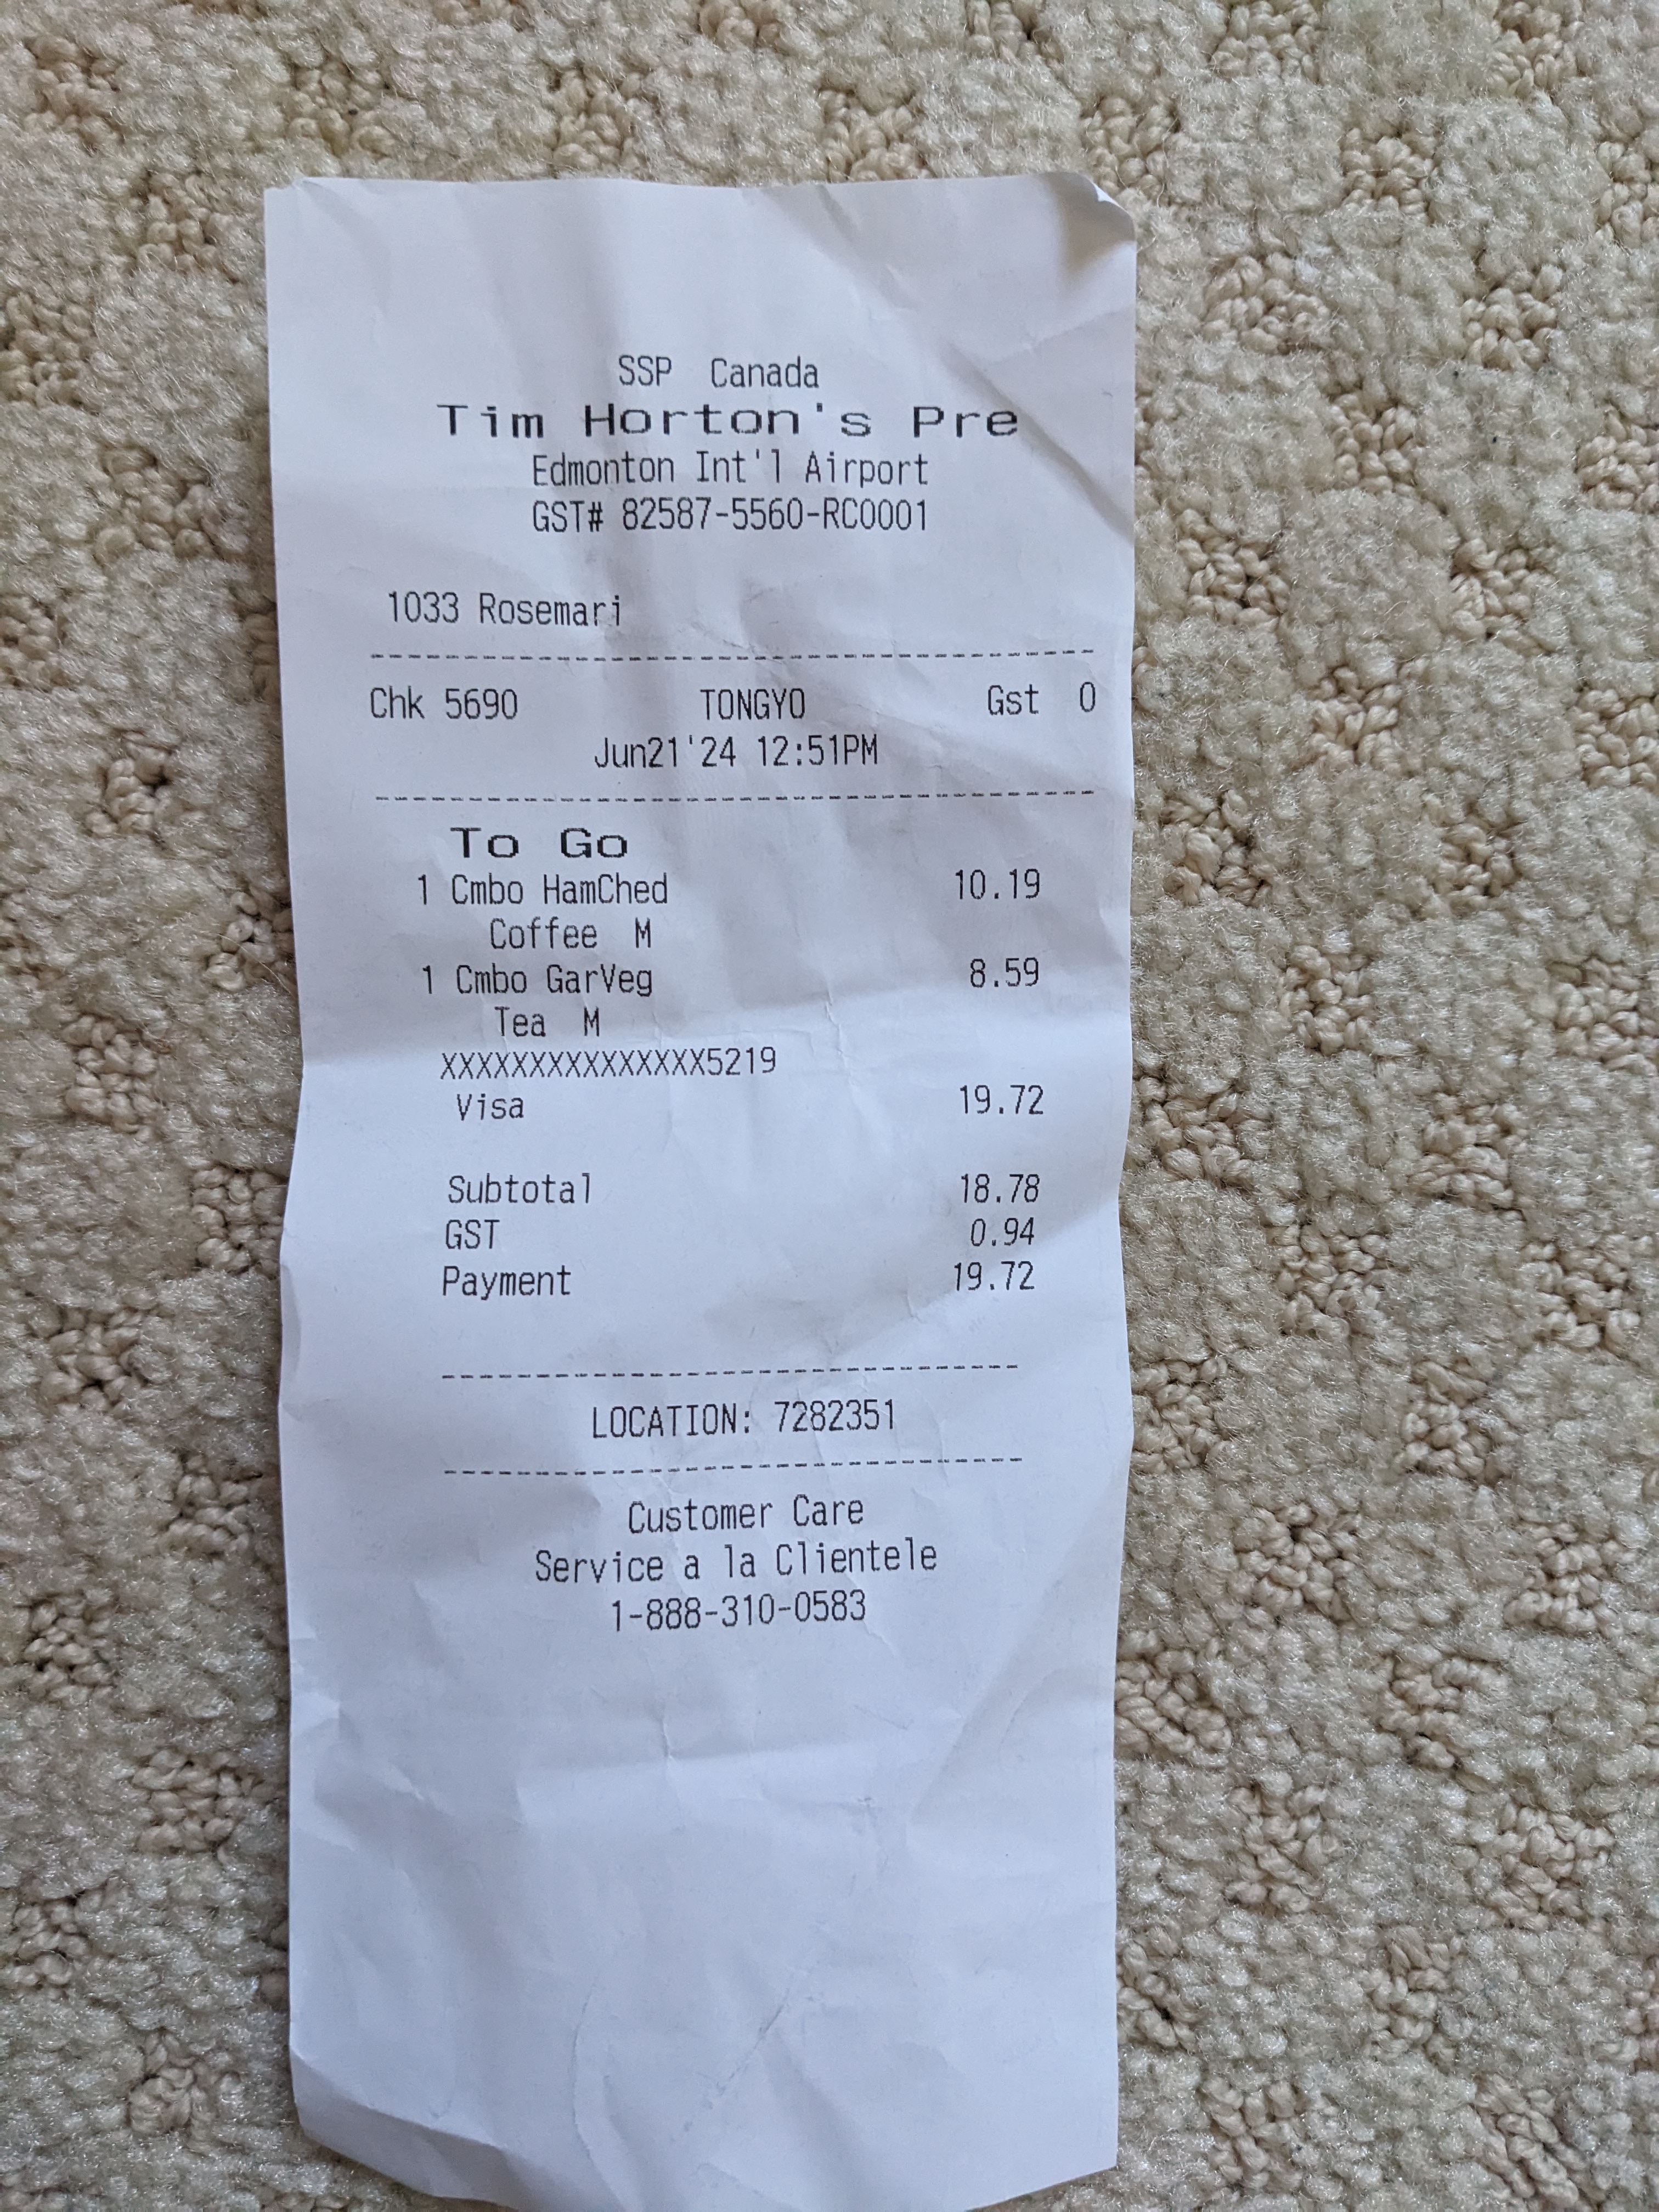 SSP Canada
Tim Horton's Pre
Edmonton Int'l Airport
GST# 82587-5560-RC0001
1033 Rosemari
Chk 5690 TONGYO Gst 0
Jun21'24 12:51PM
To Go
1 Cmbo HamChed 10.19
Coffee M
1 Cmbo GarVeg 8.59
Tea M
XXXXXXXXXXXXXXX5219
Visa 19.72
Subtotal 18.78
GST 0.94
Payment 19.72
LOCATION: 7282351
Customer Care
Service a la Clientele
1-888-310-0583